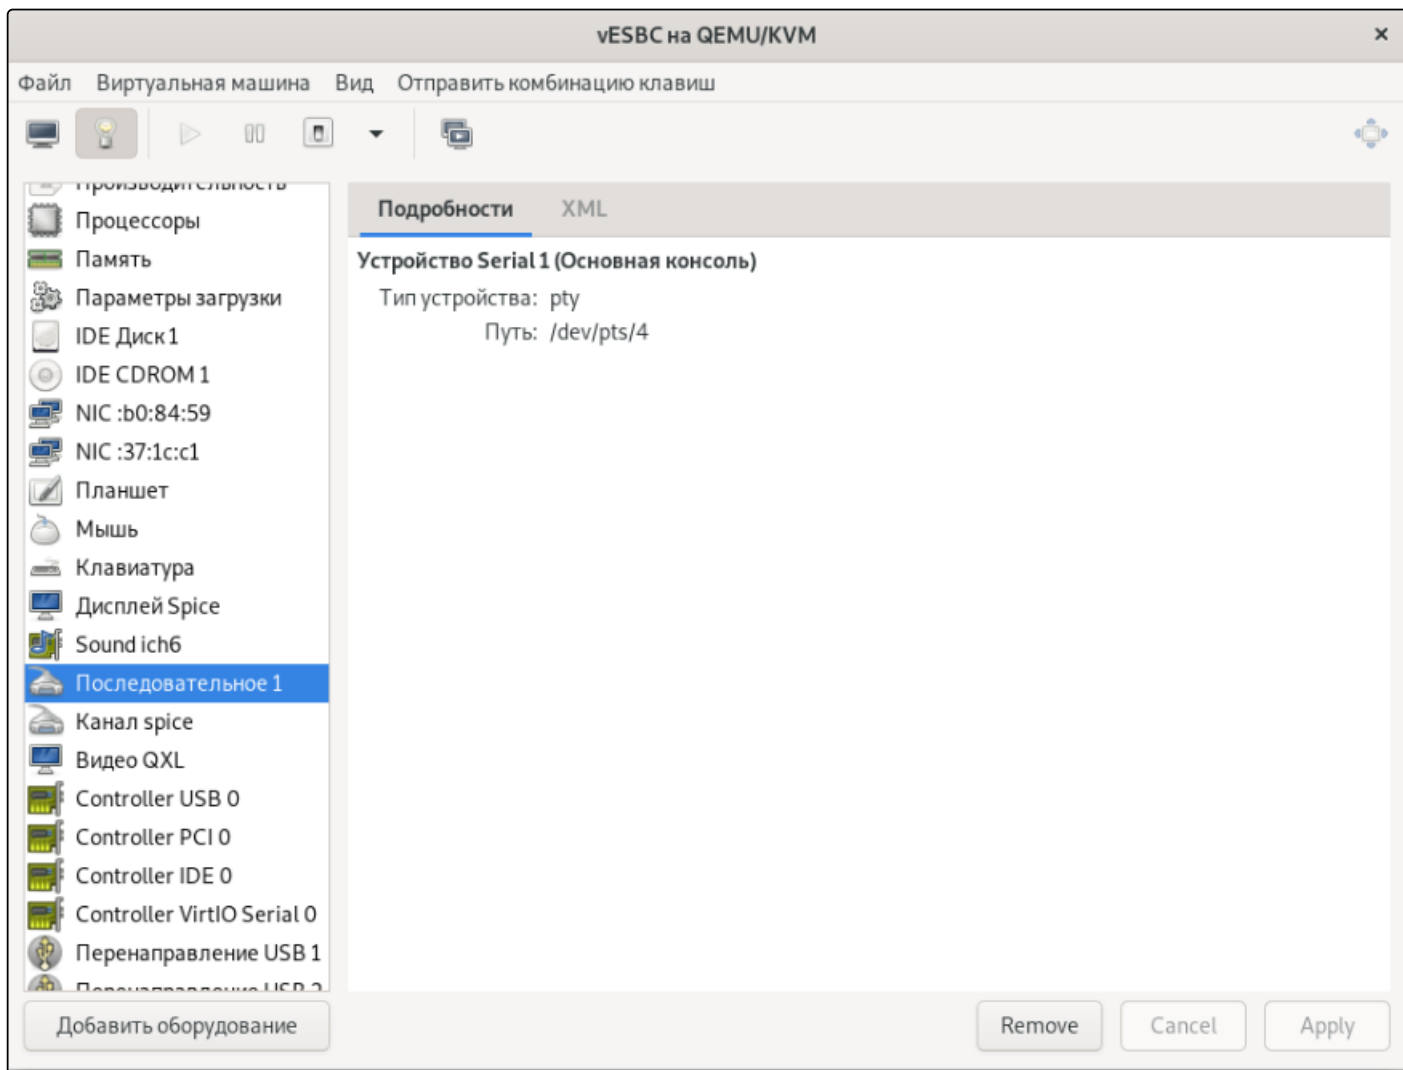 vESBC на QEMU/KVM
Файл Виртуальная машина Вид Отправить комбинацию клавиш
Производительность
Процессоры
Память
Параметры загрузки
IDE Диск 1
IDE CDROM 1
NIC :b0:84:59
NIC :37:1c:c1
Планшет
Мышь
Клавиатура
Дисплей Spice
Sound ich6
Последовательное 1
Канал spice
Видео QXL
Controller USB 0
Controller PCI 0
Controller IDE 0
Controller VirtIO Serial 0
Перенаправление USB 1
Перенаправление USB 2
Добавить оборудование
Подробности XML
Устройство Serial 1 (Основная консоль)
Тип устройства: pty
Путь: /dev/pts/4
Remove Cancel Apply